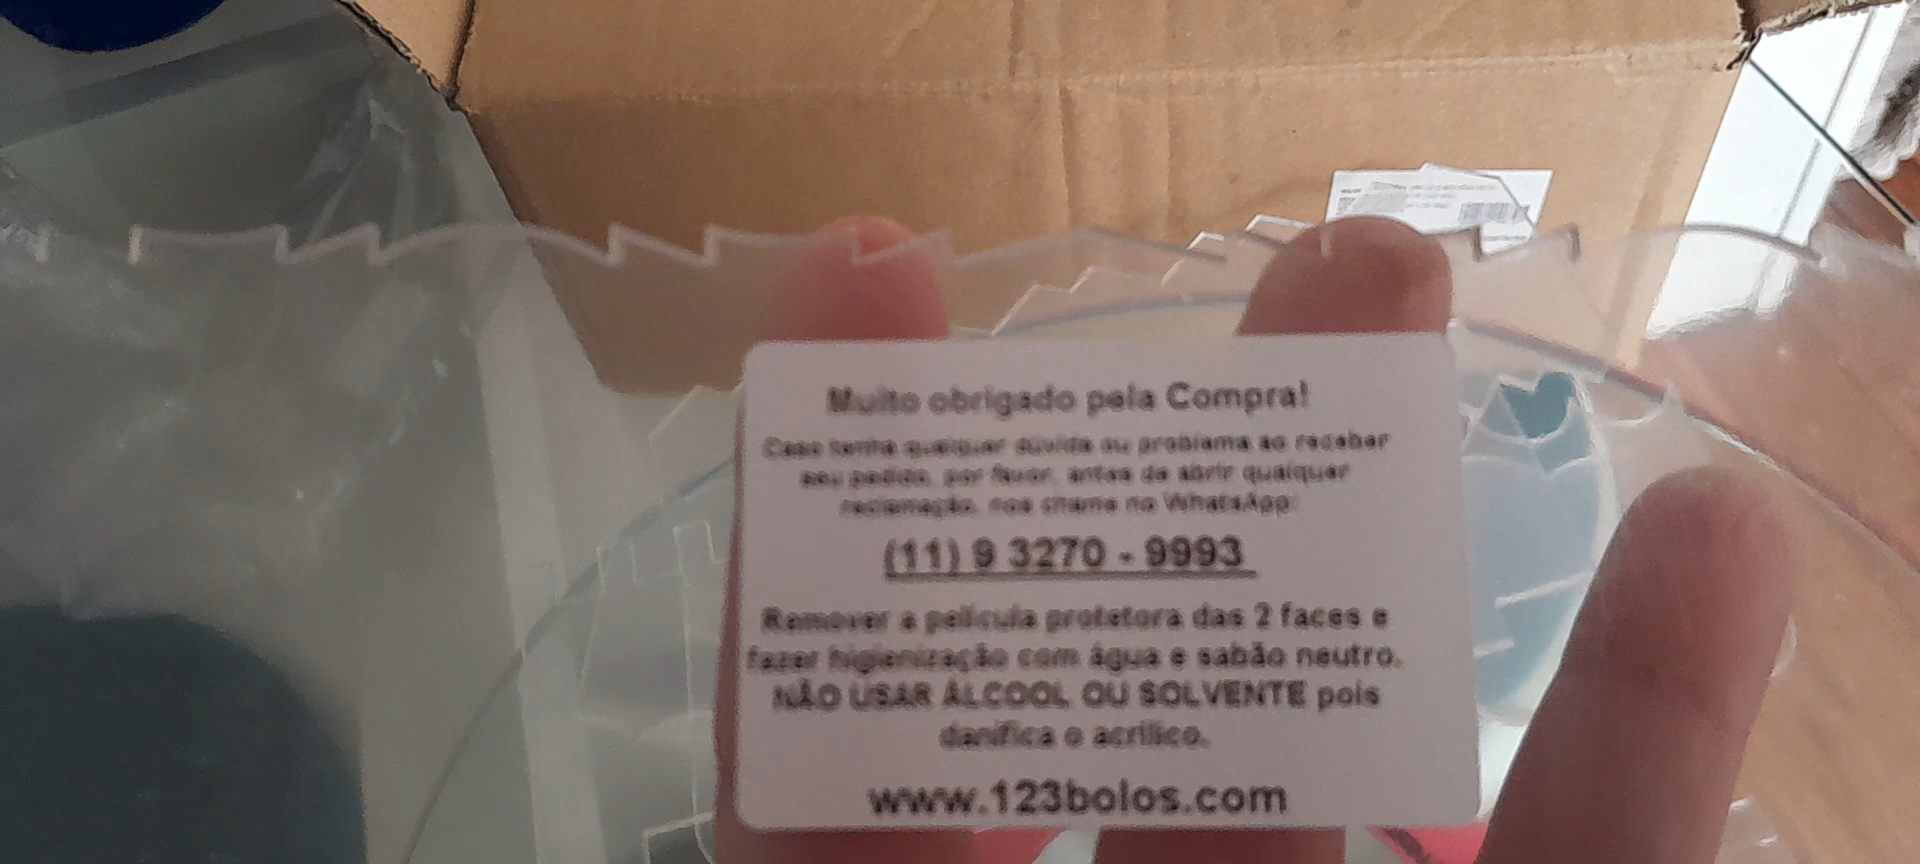 Muito obrigado pela Compra!
Caso tenha qualquer dúvida ou problema ao receber
seu pedido, por favor, antes de abrir qualquer
reclamação, nos chame no WhatsApp:
(11) 9 3270 - 9993
Remover a película protetora das 2 faces e
fazer higienização com água e sabão neutro.
NÃO USAR ÁLCOOL OU SOLVENTE pois
danifica o acrílico.
www.123bolos.com